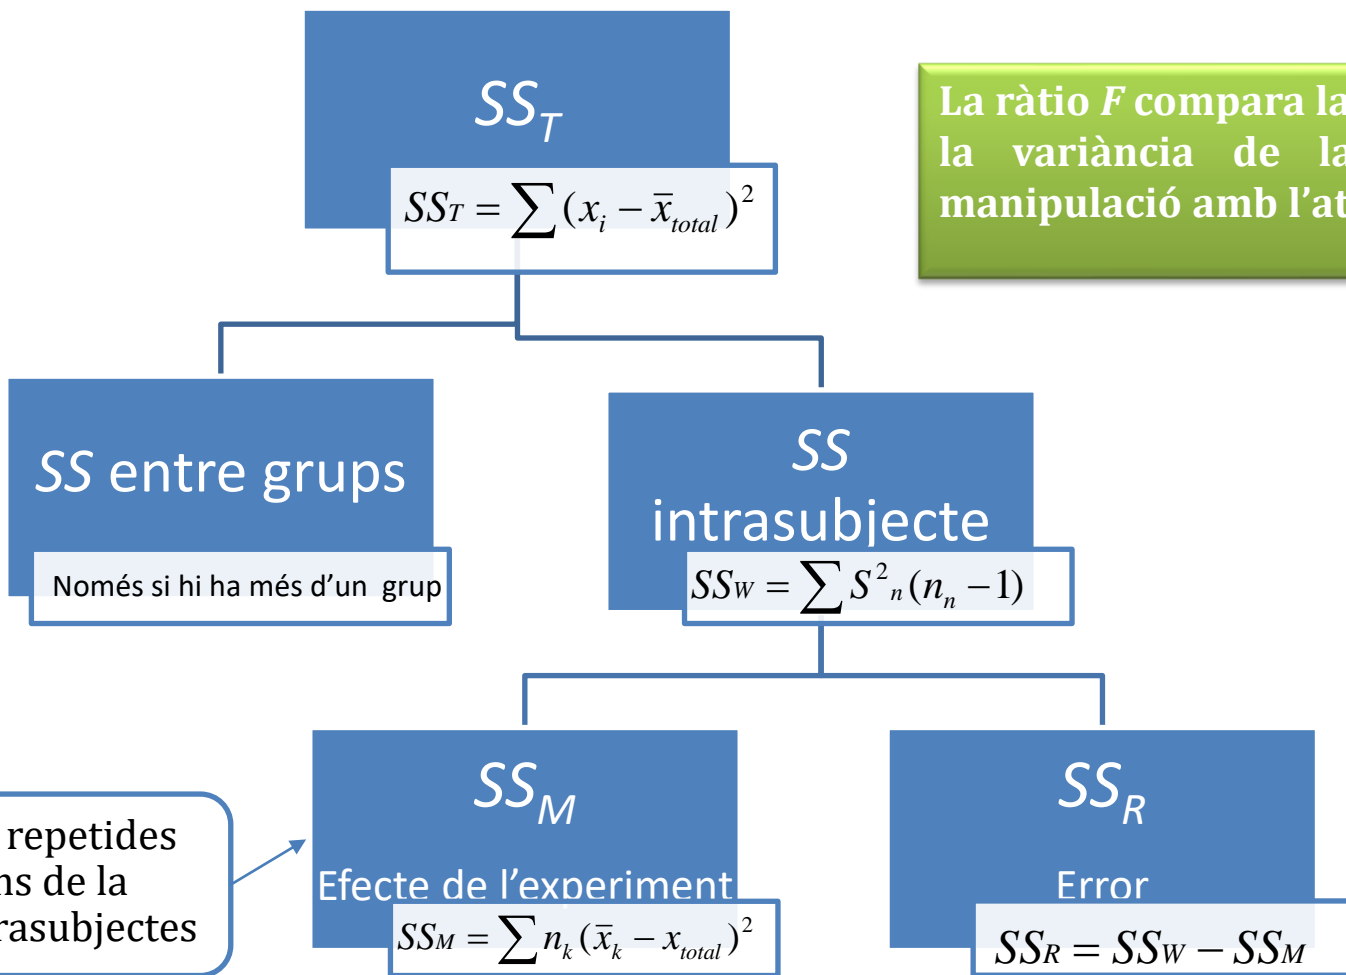 SS_T
SS_T = ∑ (x_i − x̄_total)²
La ràtio F compara la
la variància de la
manipulació amb l'at
SS entre grups
Només si hi ha més d'un grup
SS
intrasubjecte
SS_W = ∑ S²_n (n_n − 1)
repetides
de la
SS_M
Efecte de l'experiment
SS_M = ∑ n_k (x̄_k − x_total)²
SS_R
Error
SS_R = SS_W − SS_M